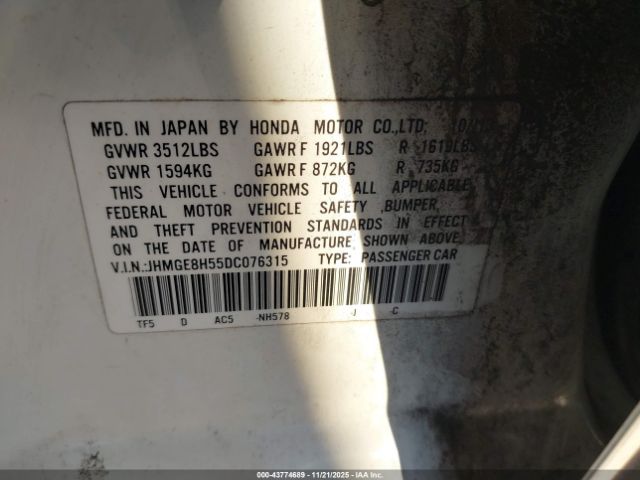 MFD. IN JAPAN BY HONDA MOTOR CO.,LTD; 10/
GVWR 3512LBS GAWR F 1921LBS R 1619LBS
GVWR 1594KG GAWR F 872KG R 735KG
THIS VEHICLE CONFORMS TO ALL APPLICABLE
FEDERAL MOTOR VEHICLE SAFETY ,BUMPER,
AND THEFT PREVENTION STANDARDS IN EFFECT
ON THE DATE OF MANUFACTURE SHOWN ABOVE.
V.I.N.:JHMGE8H55DC076315 TYPE: PASSENGER CAR
TF5 D AC5 -NH578 -J -C
000-43774689 - 11/21/2025 - IAA Inc.